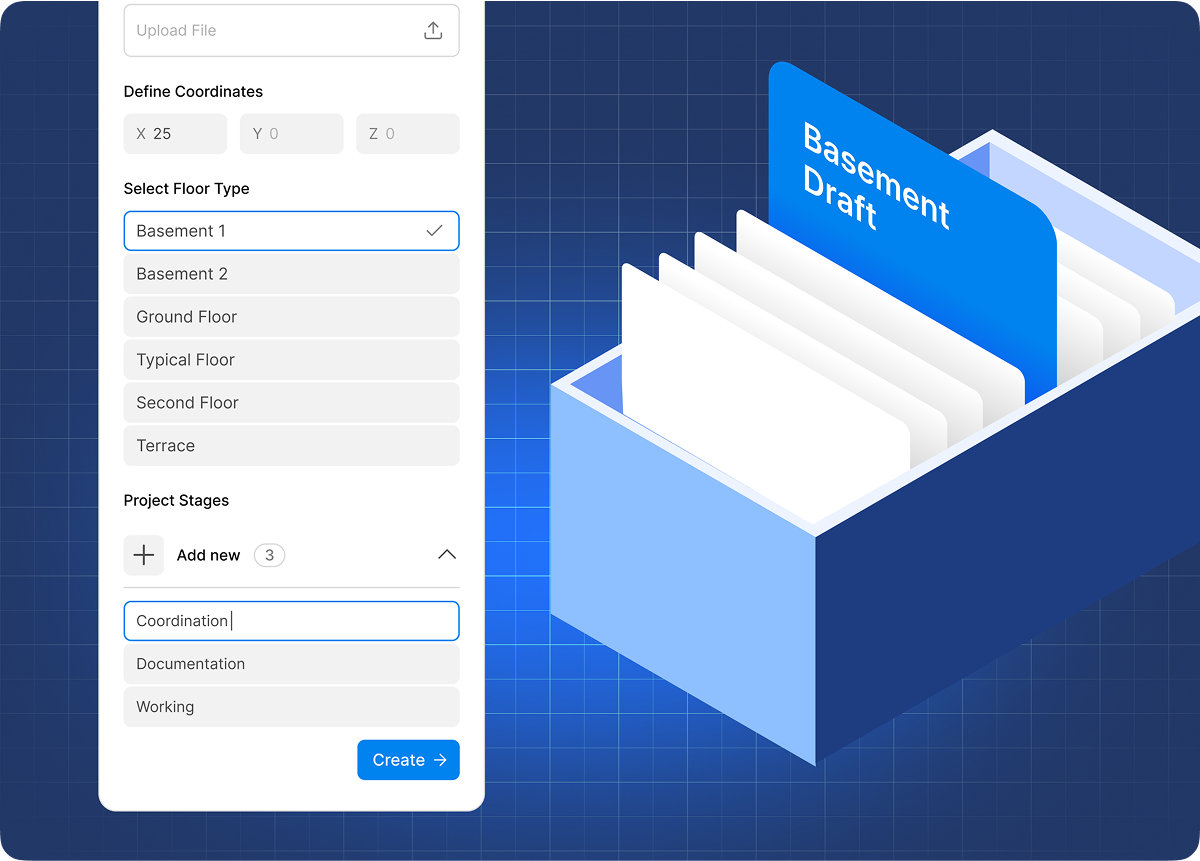 Upload File
Define Coordinates
X 25
Y 0
Z 0
Select Floor Type
Basement 1
Basement 2
Ground Floor
Typical Floor
Second Floor
Terrace
Project Stages
Add new 3
Coordination
Documentation
Working
Create
Basement
Draft